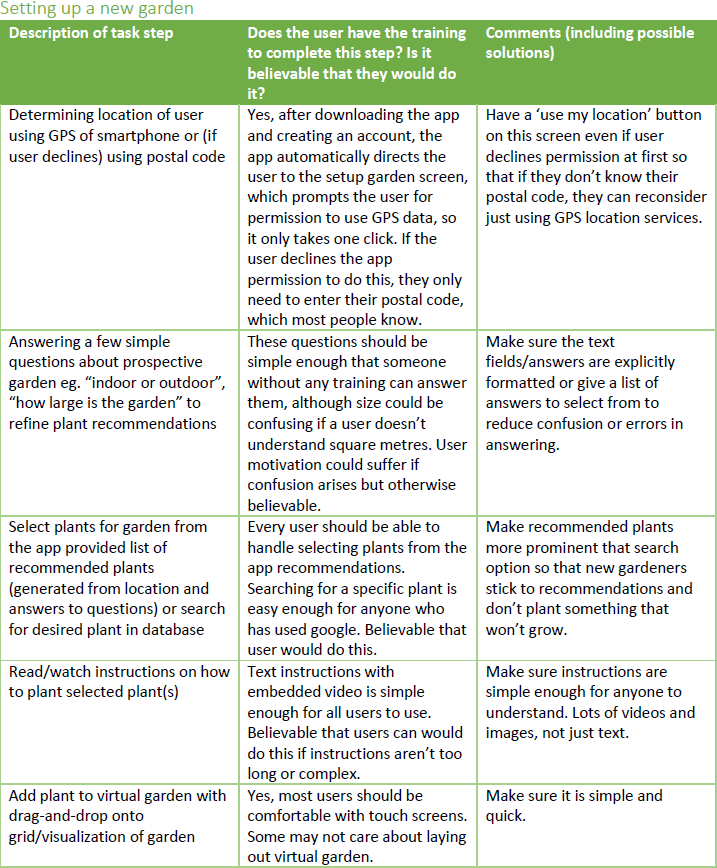 Setting up a new garden
Description of task step
Does the user have the training
to complete this step? Is it
believable that they would do
it?
Comments (including possible
solutions)
Determining location of user
using GPS of smartphone or (if
user declines) using postal code
Yes, after downloading the app
and creating an account, the
app automatically directs the
user to the setup garden screen,
which prompts the user for
permission to use GPS data, so
it only takes one click. If the
user declines the app
permission to do this, they only
need to enter their postal code,
which most people know.
Have a ‘use my location’ button
on this screen even if user
declines permission at first so
that if they don’t know their
postal code, they can reconsider
just using GPS location services.
Answering a few simple
questions about prospective
garden eg. “indoor or outdoor”,
“how large is the garden” to
refine plant recommendations
These questions should be
simple enough that someone
without any training can answer
them, although size could be
confusing if a user doesn’t
understand square metres. User
motivation could suffer if
confusion arises but otherwise
believable.
Make sure the text
fields/answers are explicitly
formatted or give a list of
answers to select from to
reduce confusion or errors in
answering.
Select plants for garden from
the app provided list of
recommended plants
(generated from location and
answers to questions) or search
for desired plant in database
Every user should be able to
handle selecting plants from the
app recommendations.
Searching for a specific plant is
easy enough for anyone who
has used google. Believable that
user would do this.
Make recommended plants
more prominent that search
option so that new gardeners
stick to recommendations and
don’t plant something that
won’t grow.
Read/watch instructions on how
to plant selected plant(s)
Text instructions with
embedded video is simple
enough for all users to use.
Believable that users can would
do this if instructions aren’t too
long or complex.
Make sure instructions are
simple enough for anyone to
understand. Lots of videos and
images, not just text.
Add plant to virtual garden with
drag-and-drop onto
grid/visualization of garden
Yes, most users should be
comfortable with touch screens.
Some may not care about laying
out virtual garden.
Make sure it is simple and
quick.